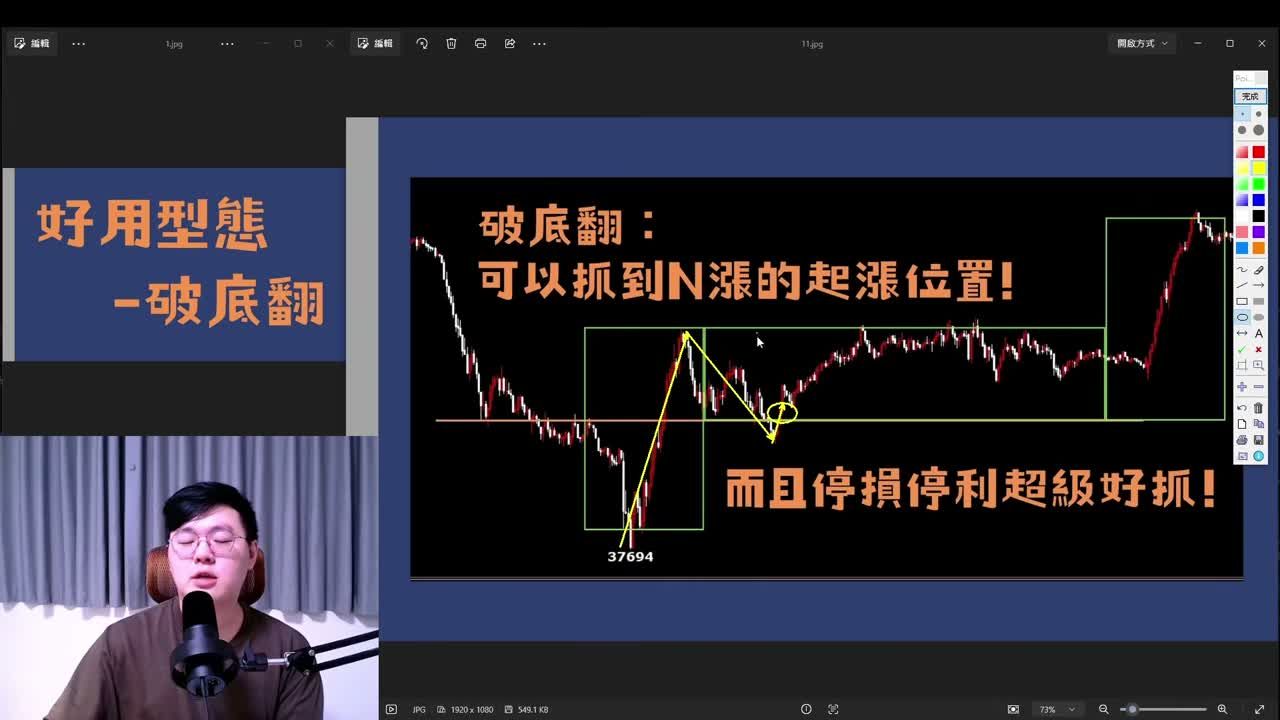 編輯
1.jpg
編輯
11.jpg
開啟方式
完成
好用型態
-破底翻
破底翻：
可以抓到N漲的起漲位置!
而且停損停利超級好抓!
37694
A
JPG
1920 x 1080
549.1 KB
73%